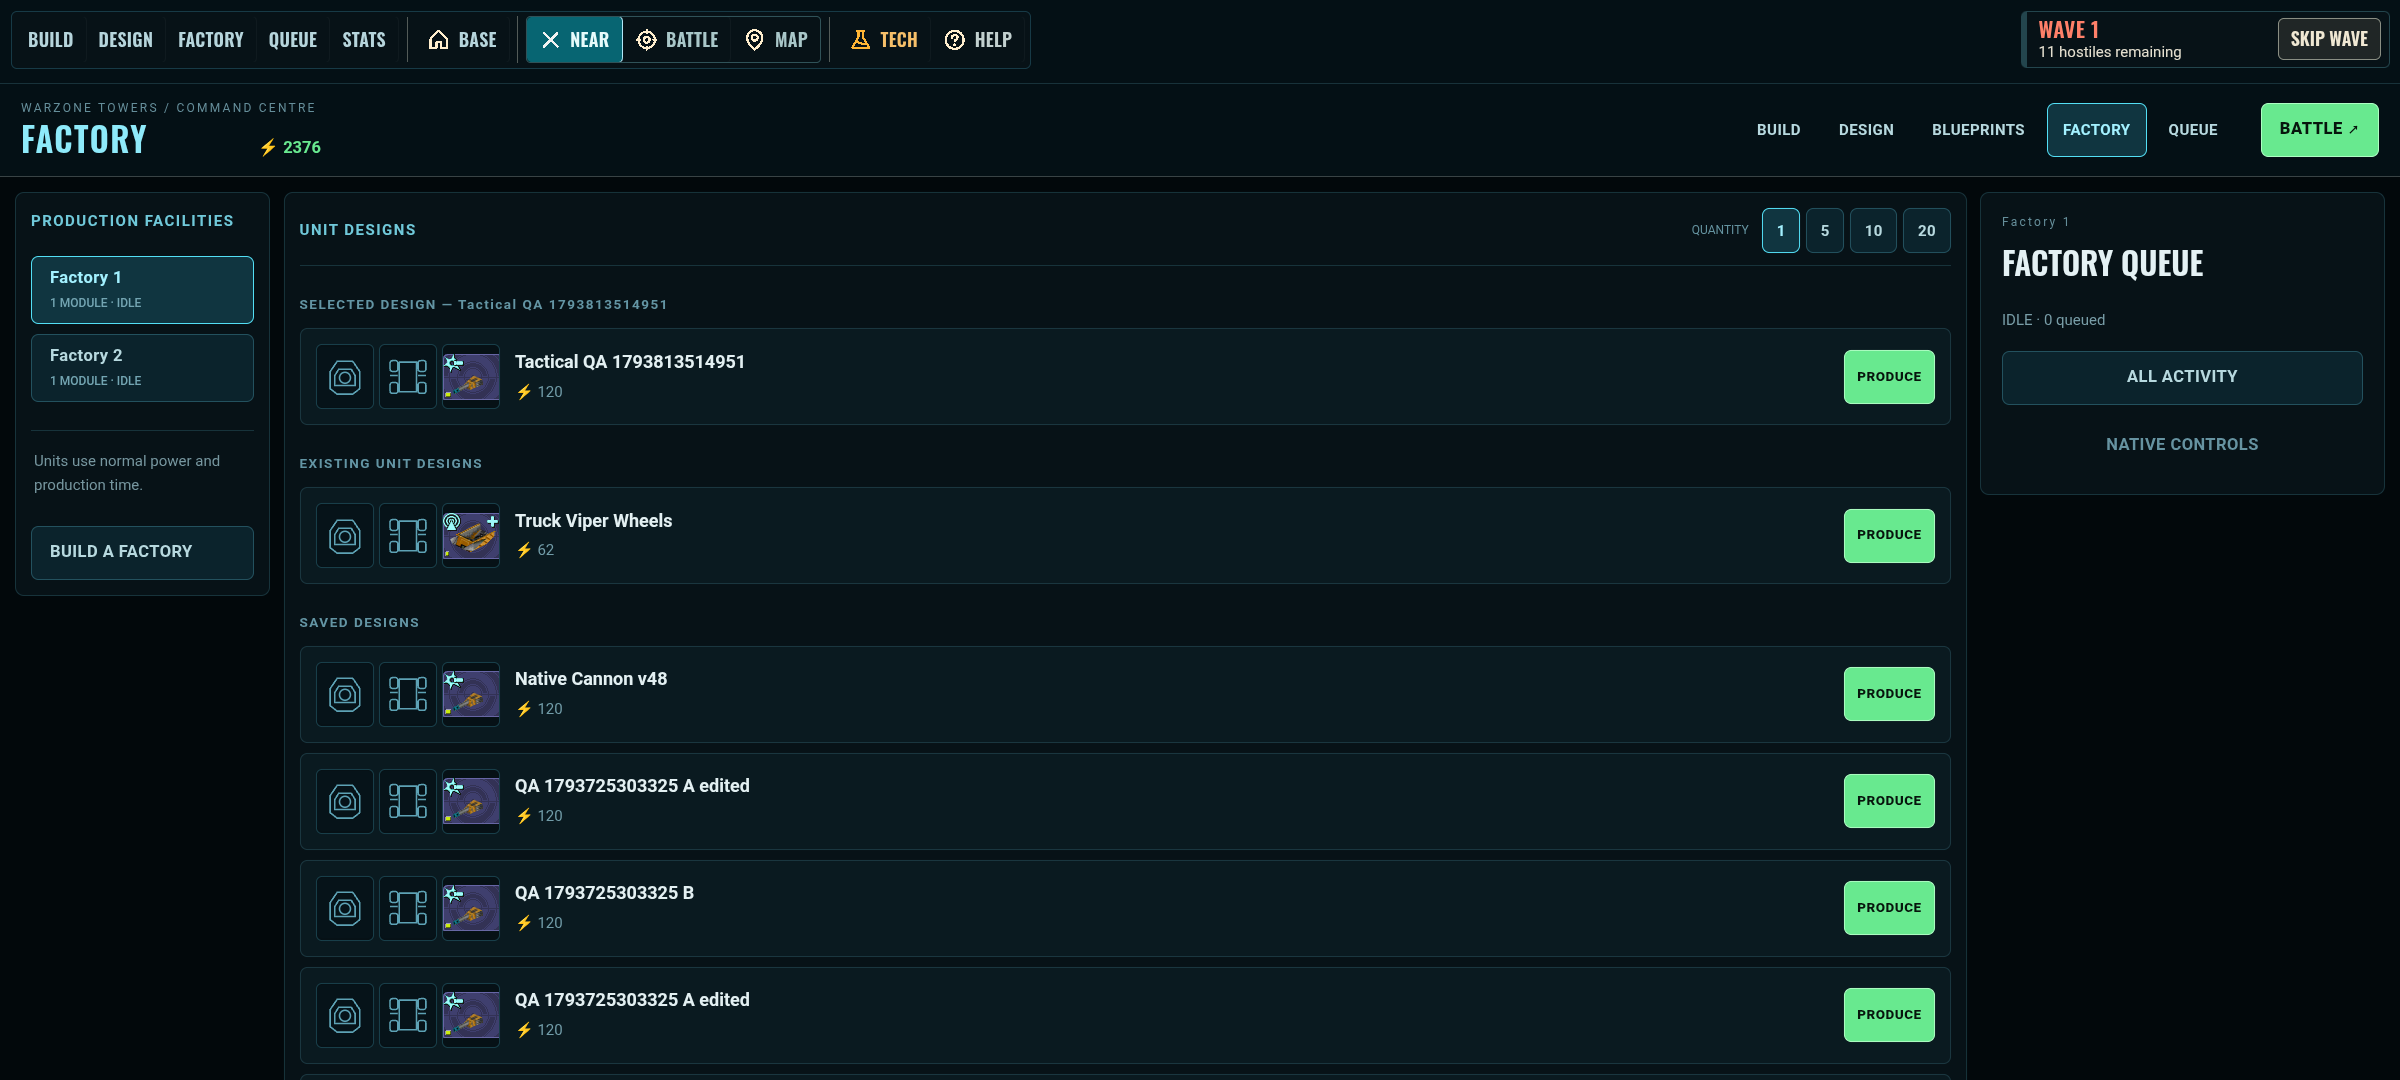 BUILD DESIGN FACTORY QUEUE STATS BASE NEAR BATTLE MAP TECH HELP
WAVE 1
11 hostiles remaining
SKIP WAVE
WARZONE TOWERS / COMMAND CENTRE
FACTORY
⚡ 2376
BUILD DESIGN BLUEPRINTS FACTORY QUEUE BATTLE ↗
PRODUCTION FACILITIES
Factory 1
1 MODULE · IDLE
Factory 2
1 MODULE · IDLE
Units use normal power and
production time.
BUILD A FACTORY
UNIT DESIGNS
QUANTITY 1 5 10 20
SELECTED DESIGN — Tactical QA 1793813514951
Tactical QA 1793813514951
⚡ 120
PRODUCE
EXISTING UNIT DESIGNS
Truck Viper Wheels
⚡ 62
PRODUCE
SAVED DESIGNS
Native Cannon v48
⚡ 120
PRODUCE
QA 1793725303325 A edited
⚡ 120
PRODUCE
QA 1793725303325 B
⚡ 120
PRODUCE
QA 1793725303325 A edited
⚡ 120
PRODUCE
Factory 1
FACTORY QUEUE
IDLE · 0 queued
ALL ACTIVITY
NATIVE CONTROLS